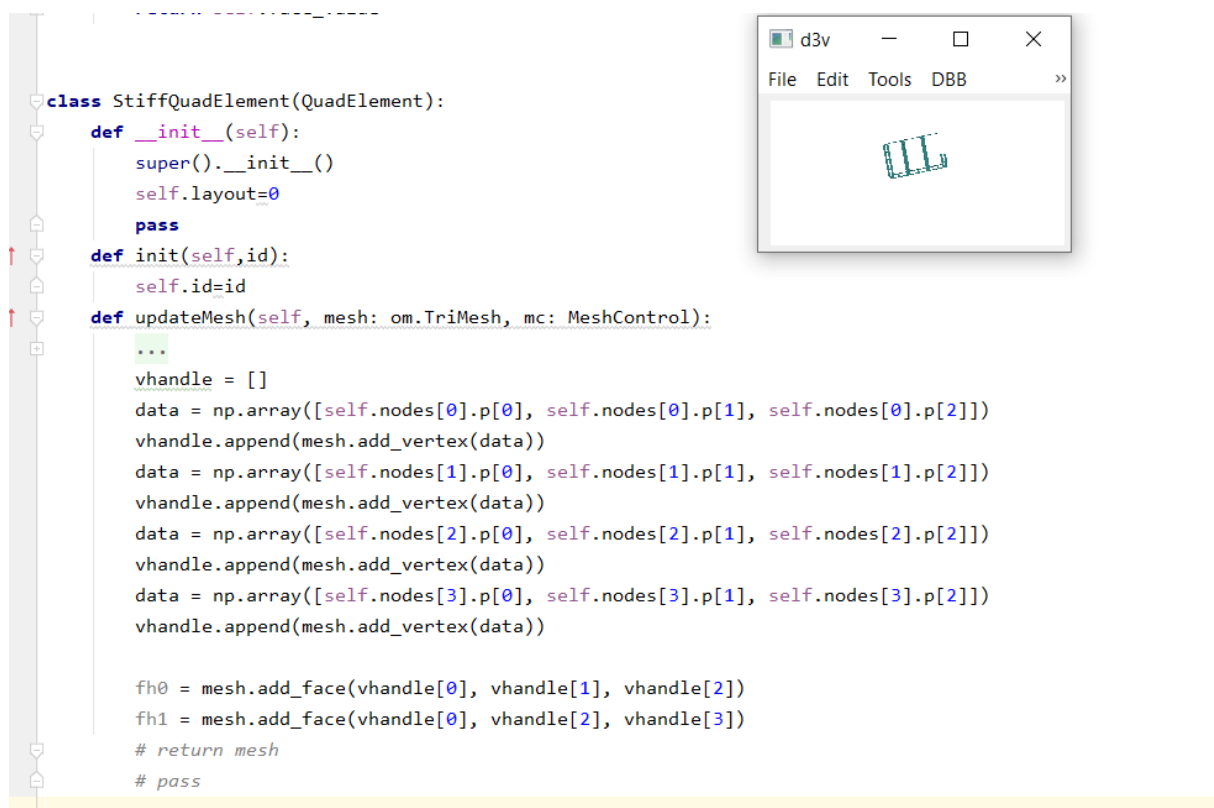 class StiffQuadElement(QuadElement):
def __init__(self):
super().__init__()
self.layout=0
pass
def init(self,id):
self.id=id
def updateMesh(self, mesh: om.TriMesh, mc: MeshControl):
...
vhandle = []
data = np.array([self.nodes[0].p[0], self.nodes[0].p[1], self.nodes[0].p[2]])
vhandle.append(mesh.add_vertex(data))
data = np.array([self.nodes[1].p[0], self.nodes[1].p[1], self.nodes[1].p[2]])
vhandle.append(mesh.add_vertex(data))
data = np.array([self.nodes[2].p[0], self.nodes[2].p[1], self.nodes[2].p[2]])
vhandle.append(mesh.add_vertex(data))
data = np.array([self.nodes[3].p[0], self.nodes[3].p[1], self.nodes[3].p[2]])
vhandle.append(mesh.add_vertex(data))
fh0 = mesh.add_face(vhandle[0], vhandle[1], vhandle[2])
fh1 = mesh.add_face(vhandle[0], vhandle[2], vhandle[3])
# return mesh
# pass
d3v
File Edit Tools DBB »